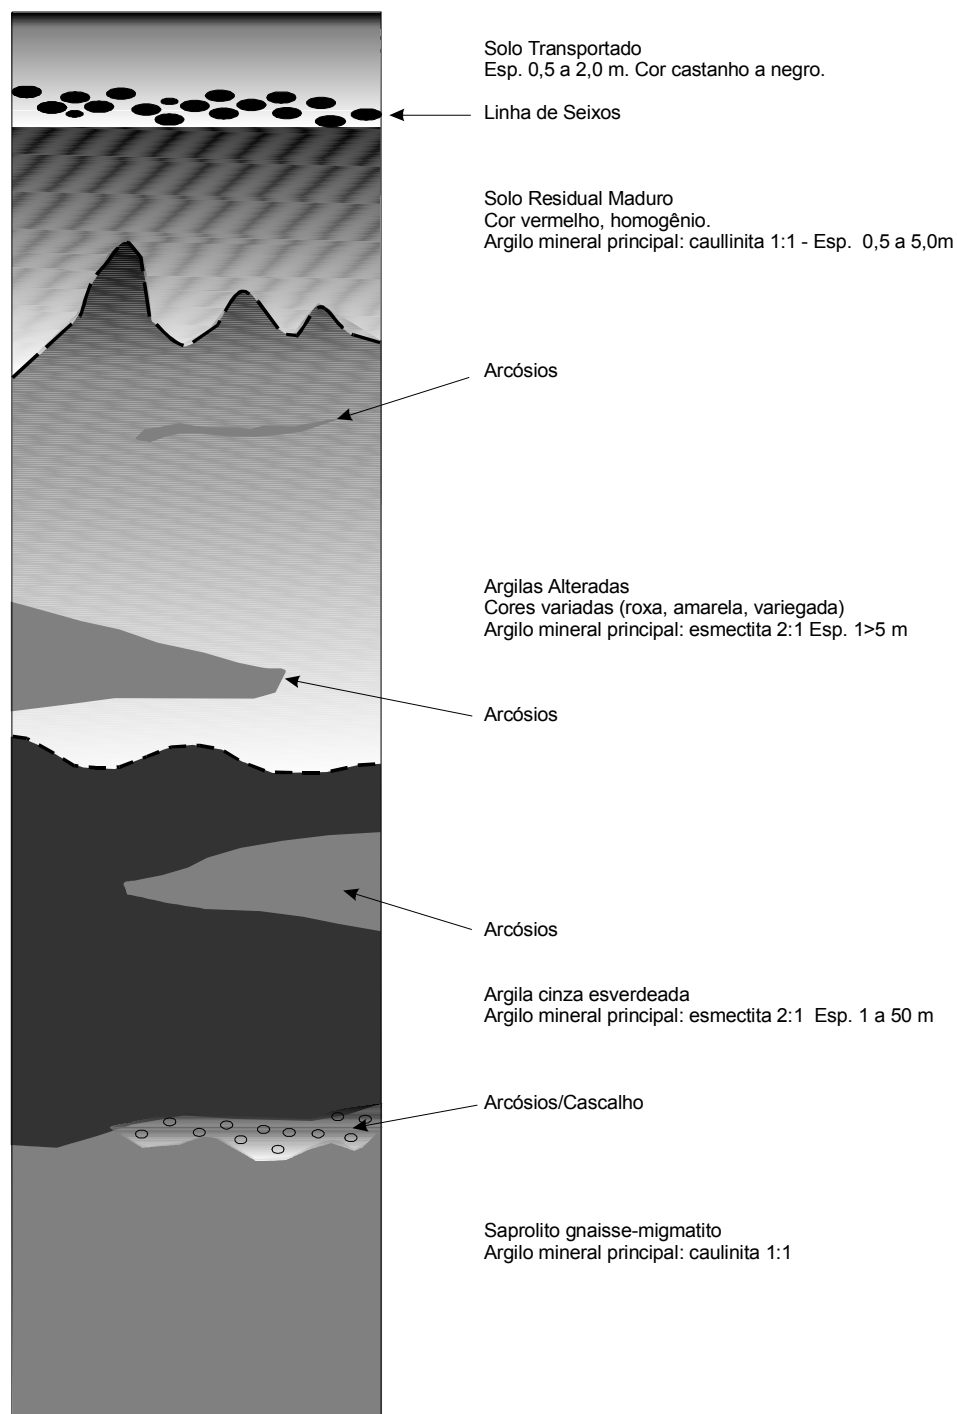 Solo Transportado
Esp. 0,5 a 2,0 m. Cor castanho a negro.
Linha de Seixos
Solo Residual Maduro
Cor vermelho, homogênio.
Argilo mineral principal: caullinita 1:1 - Esp. 0,5 a 5,0m
Arcósios
Argilas Alteradas
Cores variadas (roxa, amarela, variegada)
Argilo mineral principal: esmectita 2:1 Esp. 1>5 m
Arcósios
Arcósios
Argila cinza esverdeada
Argilo mineral principal: esmectita 2:1 Esp. 1 a 50 m
Arcósios/Cascalho
Saprolito gnaisse-migmatito
Argilo mineral principal: caulinita 1:1